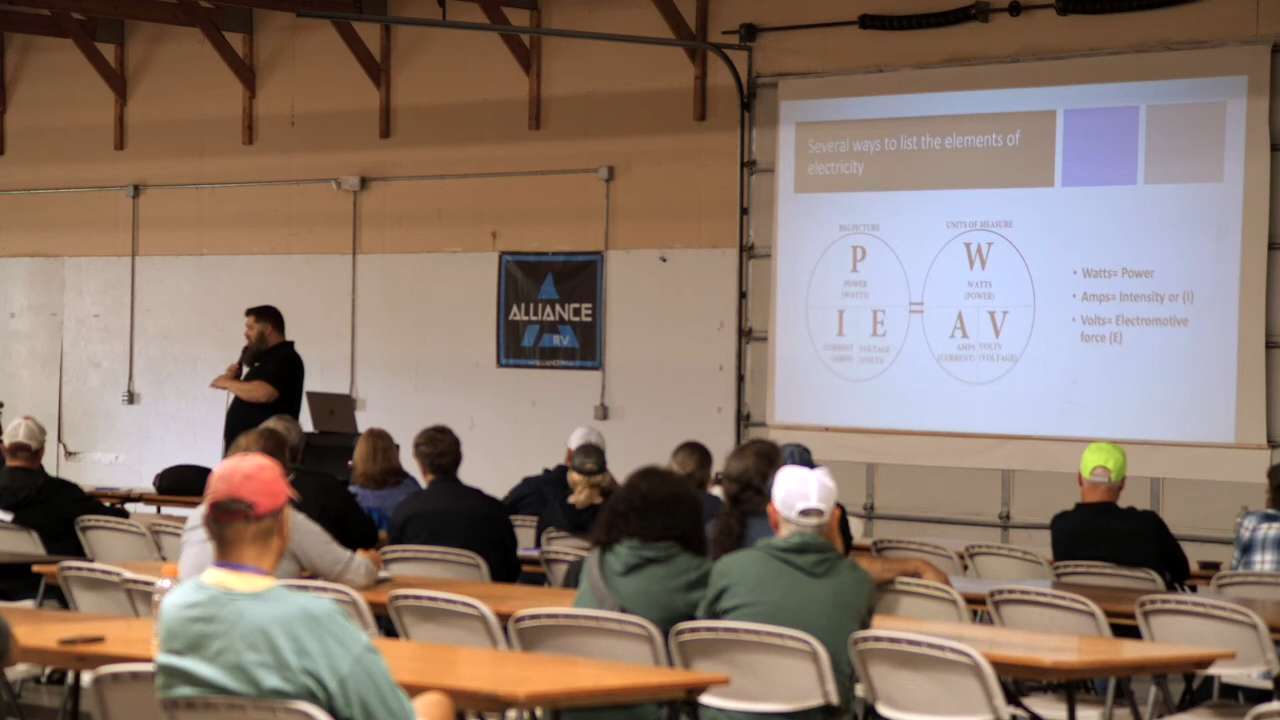 Several ways to list the elements of
electricity
BIG PICTURE
P
POWER
(WATTS)
I E
CURRENT VOLTAGE
(AMPS) (VOLTS)
=
UNITS OF MEASURE
W
WATTS
(POWER)
A V
AMPS VOLTS
(CURRENT) (VOLTAGE)
• Watts= Power
• Amps= Intensity or (I)
• Volts= Electromotive
force (E)
ALLIANCE
RV